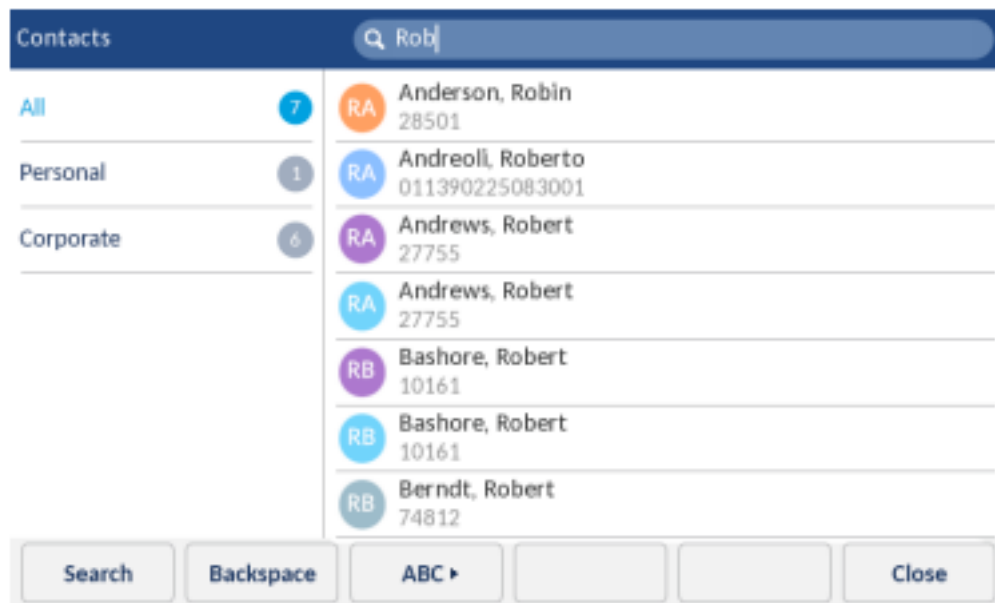 Contacts
Rob
All 7
Personal 1
Corporate 6
RA Anderson, Robin
28501
RA Andreoli, Roberto
011390225083001
RA Andrews, Robert
27755
RA Andrews, Robert
27755
RB Bashore, Robert
10161
RB Bashore, Robert
10161
RB Berndt, Robert
74812
Search Backspace ABC Close